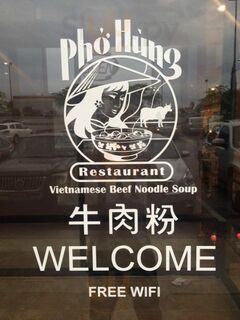 Phở Hùng
Restaurant
Vietnamese Beef Noodle Soup
牛肉粉
WELCOME
FREE WIFI